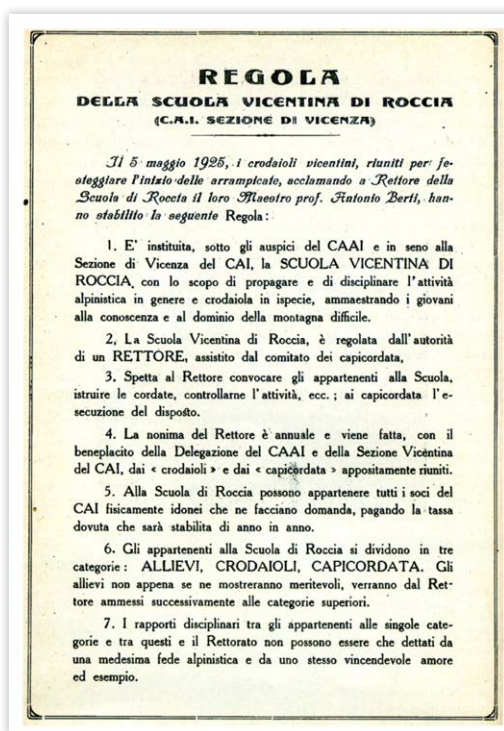 REGOLA
DELLA SCUOLA VICENTINA DI ROCCIA
(C.A.I. SEZIONE DI VICENZA)
Il 5 maggio 1925, i crodaioli vicentini, riuniti per fe-
steggiare l'inizio delle arrampicate, acclamando a Rettore della
Scuola di Roccia il loro Maestro prof. Antonio Berti, han-
no stabilito la seguente Regola:
1. E' instituita, sotto gli auspici del CAAI e in seno alla
Sezione di Vicenza del CAI, la SCUOLA VICENTINA DI
ROCCIA, con lo scopo di propagare e di disciplinare l'attività
alpinistica in genere e crodaiola in ispecie, ammaestrando i giovani
alla conoscenza e al dominio della montagna difficile.
2, La Scuola Vicentina di Roccia, è regolata dall'autorità
di un RETTORE, assistito dal comitato dei capicordata,
3. Spetta al Rettore convocare gli appartenenti alla Scuola,
istruire le cordate, controllarne l'attività, ecc. ; ai capicordata l'e-
secuzione del disposto.
4. La nonima del Rettore è annuale e viene fatta, con il
beneplacito della Delegazione del CAAI e della Sezione Vicentina
del CAI, dai « crodaioli » e dai « capicordata » appositamente riuniti.
5. Alla Scuola di Roccia possono appartenere tutti i soci del
CAI fisicamente idonei che ne facciano domanda, pagando la tassa
dovuta che sarà stabilita di anno in anno.
6. Gli appartenenti alla Scuola di Roccia si dividono in tre
categorie : ALLIEVI, CRODAIOLI, CAPICORDATA. Gli
allievi non appena se ne mostreranno meritevoli, verranno dal Ret-
tore ammessi successivamente alle categorie superiori.
7. I rapporti disciplinari tra gli appartenenti alle singole cate-
gorie e tra questi e il Rettorato non possono essere che dettati da
una medesima fede alpinistica e da uno stesso vincendevole amore
ed esempio.